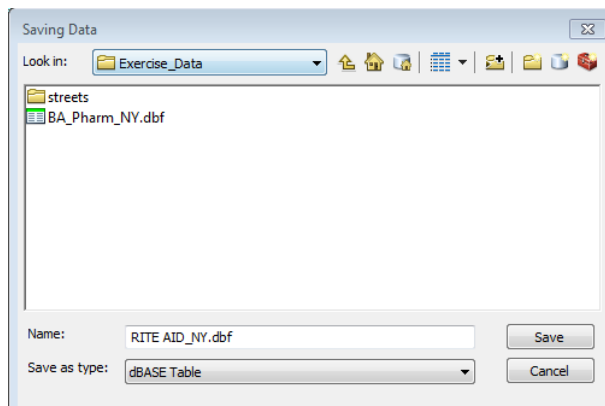 Saving Data
Look in: Exercise_Data
streets
BA_Pharm_NY.dbf
Name: RITE AID_NY.dbf Save
Save as type: dBASE Table Cancel